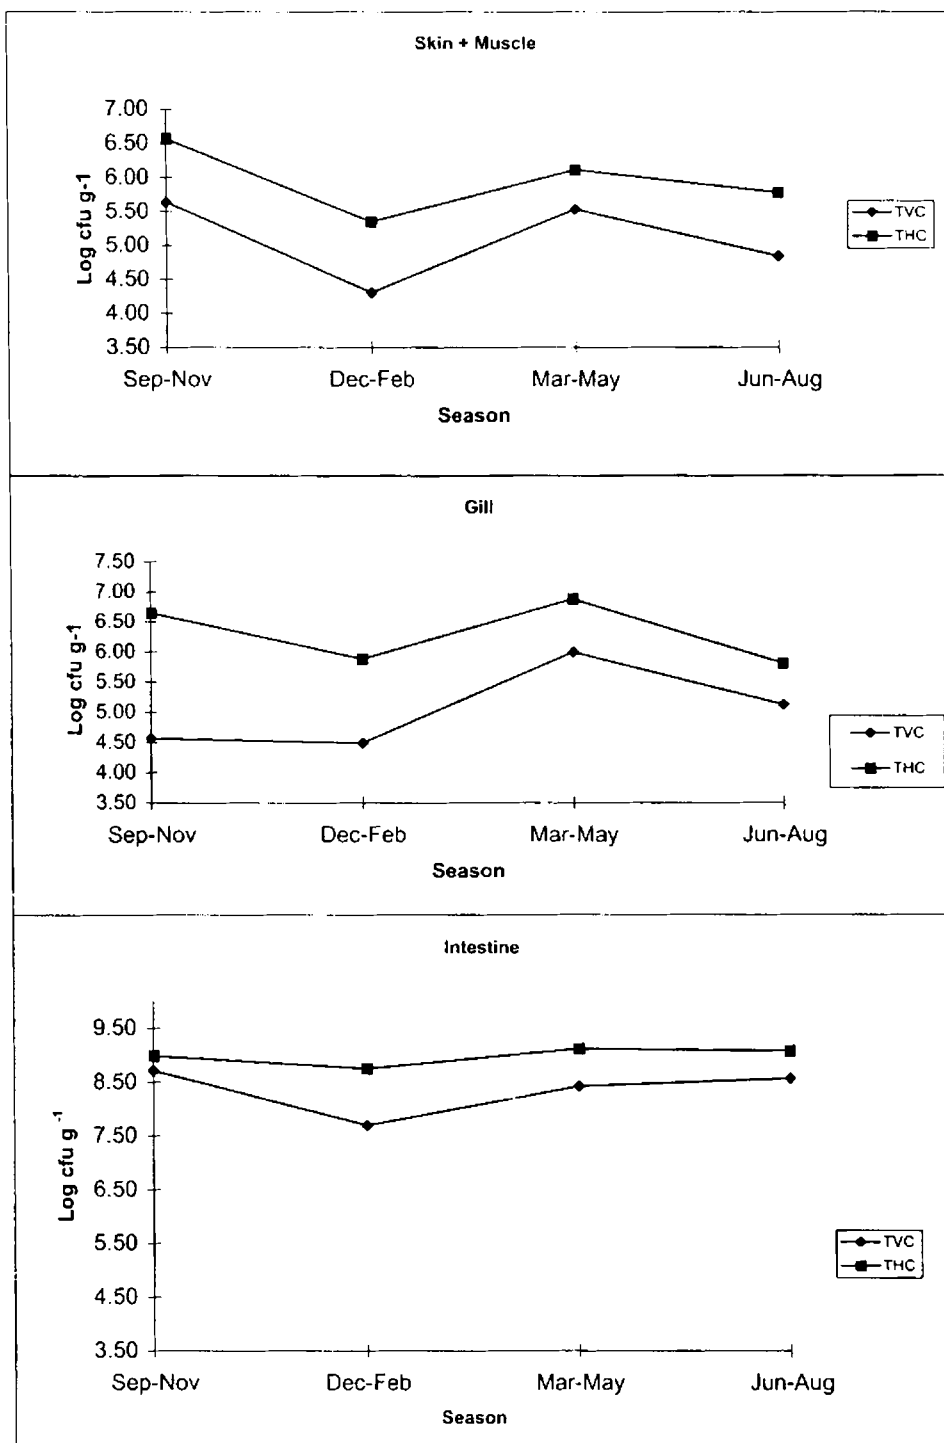 Skin + Muscle
7.00
6.50
6.00
5.50
5.00
4.50
4.00
3.50
Log cfu g-1
Sep-Nov Dec-Feb Mar-May Jun-Aug
Season
TVC
THC
Gill
7.50
7.00
6.50
6.00
5.50
5.00
4.50
4.00
3.50
Log cfu g-1
Sep-Nov Dec-Feb Mar-May Jun-Aug
Season
TVC
THC
Intestine
9.50
8.50
7.50
6.50
5.50
4.50
3.50
Log cfu g -1
Sep-Nov Dec-Feb Mar-May Jun-Aug
Season
TVC
THC